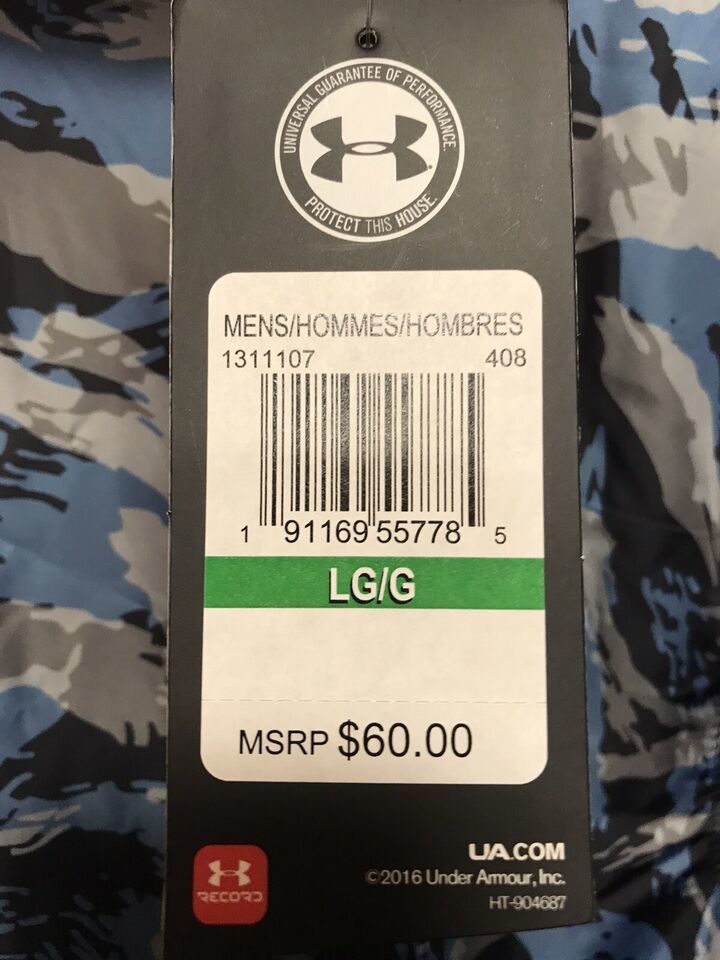 UNIVERSAL GUARANTEE OF PERFORMANCE
PROTECT THIS HOUSE.
MENS/HOMMES/HOMBRES
1311107 408
1 91169 55778 5
LG/G
MSRP $60.00
RECORD
UA.COM
©2016 Under Armour, Inc.
HT-904687